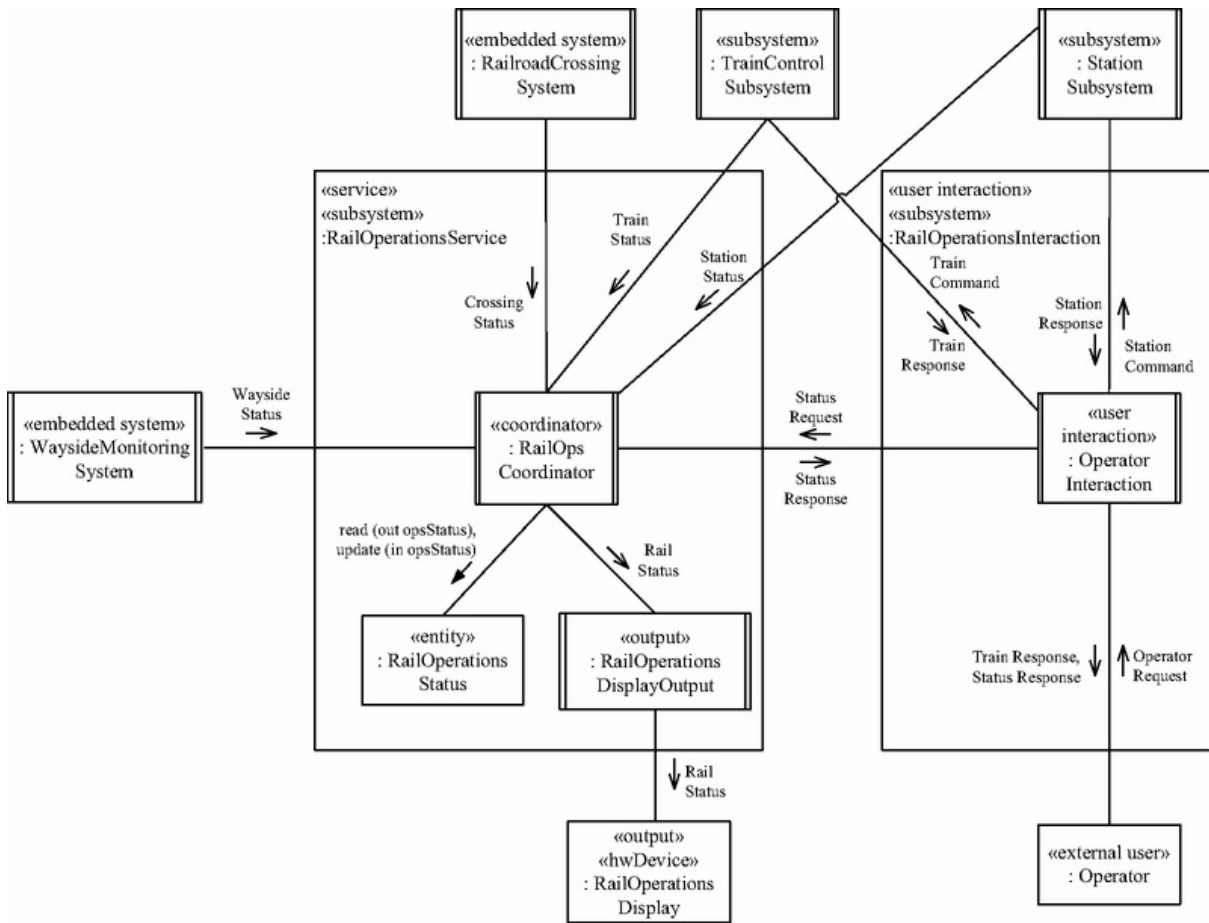 «embedded system»
: RailroadCrossing
System
«subsystem»
: TrainControl
Subsystem
«subsystem»
: Station
Subsystem
«service»
«subsystem»
:RailOperationsService
«user interaction»
«subsystem»
:RailOperationsInteraction
Train
Status
Station
Status
Crossing
Status
Train
Command
Train
Response
Station
Response
Station
Command
Wayside
Status
«embedded system»
: WaysideMonitoring
System
«coordinator»
: RailOps
Coordinator
Status
Request
Status
Response
«user
interaction»
: Operator
Interaction
read (out opsStatus),
update (in opsStatus)
Rail
Status
«entity»
: RailOperations
Status
«output»
: RailOperations
DisplayOutput
Train Response,
Status Response
Operator
Request
Rail
Status
«output»
«hwDevice»
: RailOperations
Display
«external user»
: Operator